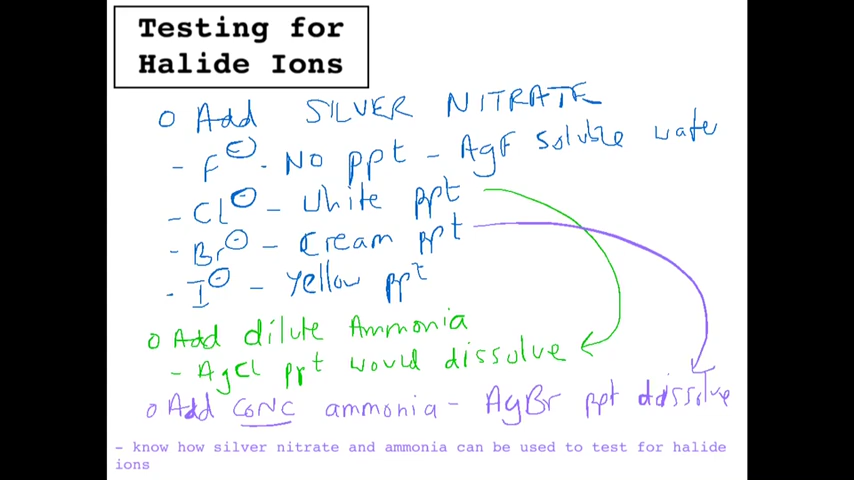 Testing for
Halide Ions
o Add SILVER NITRATE
- F⊖ - No ppt - AgF soluble water
- Cl⊖ - White ppt
- Br⊖ - Cream ppt
- I⊖ - Yellow ppt
o Add dilute Ammonia
- AgCl ppt would dissolve
o Add CONC ammonia - AgBr ppt dissolve
- know how silver nitrate and ammonia can be used to test for halide
ions